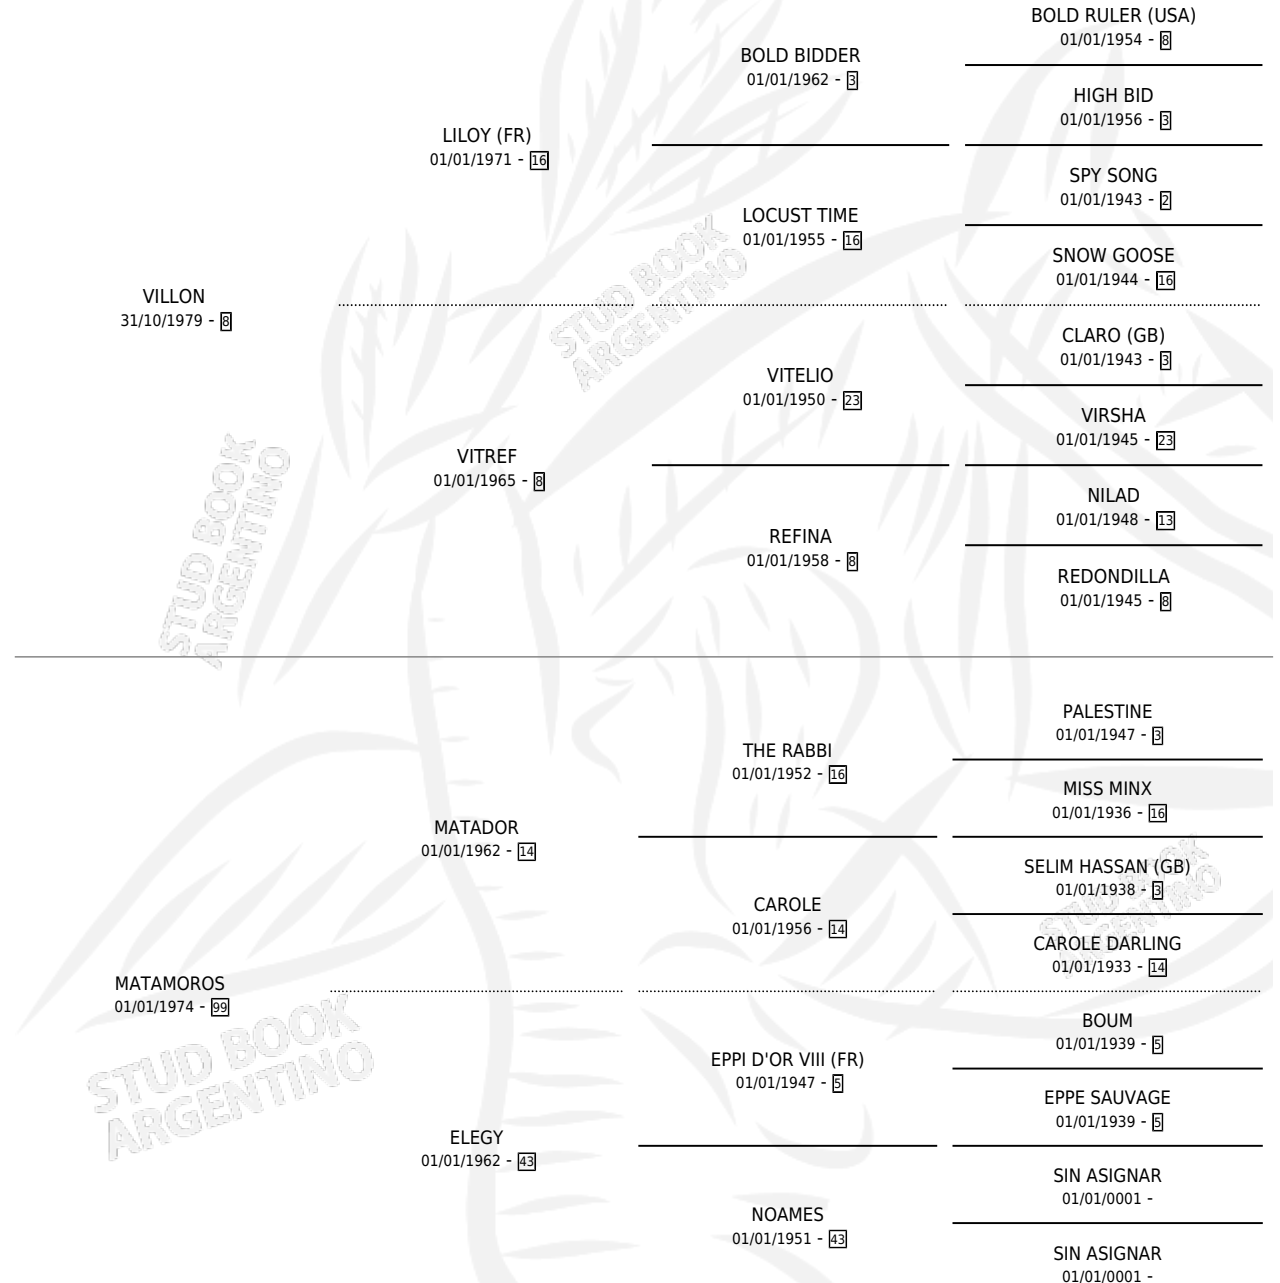 BOLD RULER (USA)
01/01/1954 - 8
BOLD BIDDER
01/01/1962 - 3
HIGH BID
01/01/1956 - 3
LILOY (FR)
01/01/1971 - 16
SPY SONG
01/01/1943 - 2
LOCUST TIME
01/01/1955 - 16
SNOW GOOSE
01/01/1944 - 16
VILLON
31/10/1979 - 8
STUD BOOK
ARGENTINO
CLARO (GB)
01/01/1943 - 3
VITELIO
01/01/1950 - 23
VIRSHA
01/01/1945 - 23
VITREF
01/01/1965 - 8
NILAD
01/01/1948 - 13
REFINA
01/01/1958 - 8
REDONDILLA
01/01/1945 - 8
STUD BOOK
ARGENTINO
PALESTINE
01/01/1947 - 3
THE RABBI
01/01/1952 - 16
MISS MINX
01/01/1936 - 16
MATADOR
01/01/1962 - 14
SELIM HASSAN (GB)
01/01/1938 - 3
CAROLE
01/01/1956 - 14
CAROLE DARLING
01/01/1933 - 14
STUD BOOK
ARGENTINO
MATAMOROS
01/01/1974 - 99
BOUM
01/01/1939 - 5
EPPI D'OR VIII (FR)
01/01/1947 - 5
EPPE SAUVAGE
01/01/1939 - 5
STUD BOOK
ARGENTINO
ELEGY
01/01/1962 - 43
SIN ASIGNAR
01/01/0001 -
NOAMES
01/01/1951 - 43
SIN ASIGNAR
01/01/0001 -